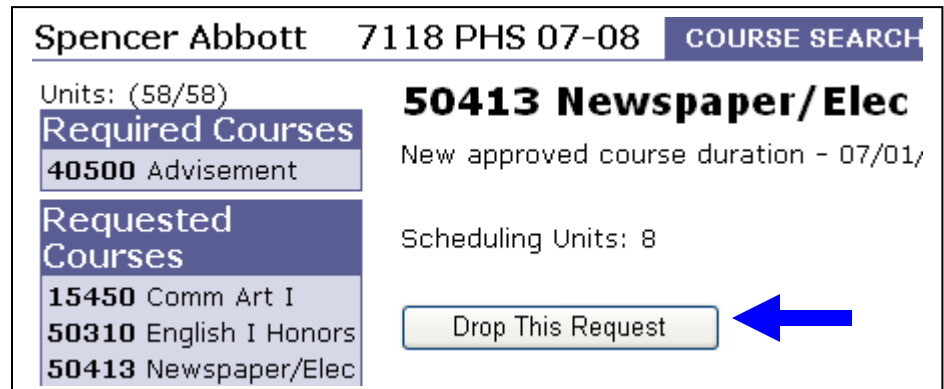 Spencer Abbott 7118 PHS 07-08 COURSE SEARCH
Units: (58/58)
Required Courses
40500 Advisement
Requested
Courses
15450 Comm Art I
50310 English I Honors
50413 Newspaper/Elec
50413 Newspaper/Elec
New approved course duration - 07/01/
Scheduling Units: 8
Drop This Request